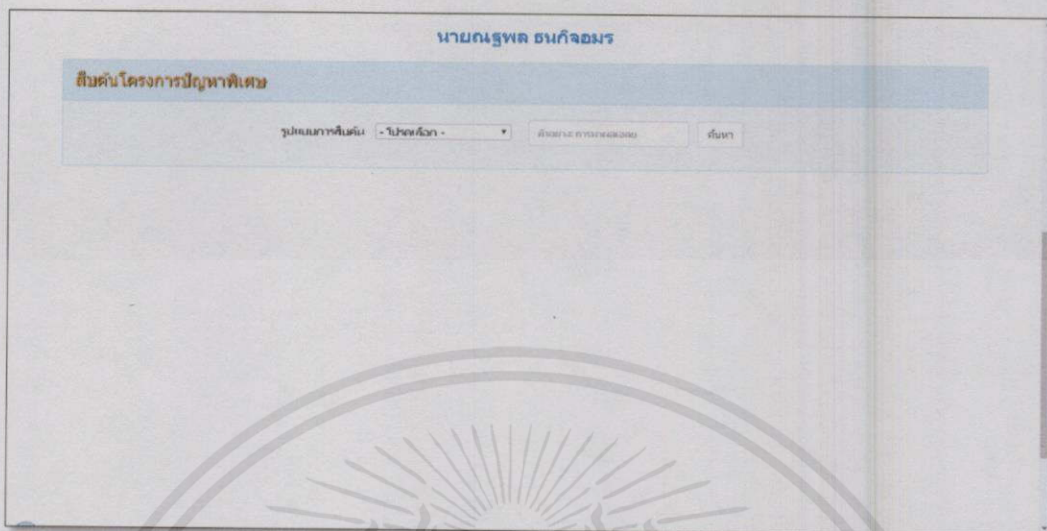 นายณฐพล ธนกิจอมร
สืบค้นโครงการปัญหาพิเศษ
รูปแบบการสืบค้น - โปรดเลือก - ค้นหา